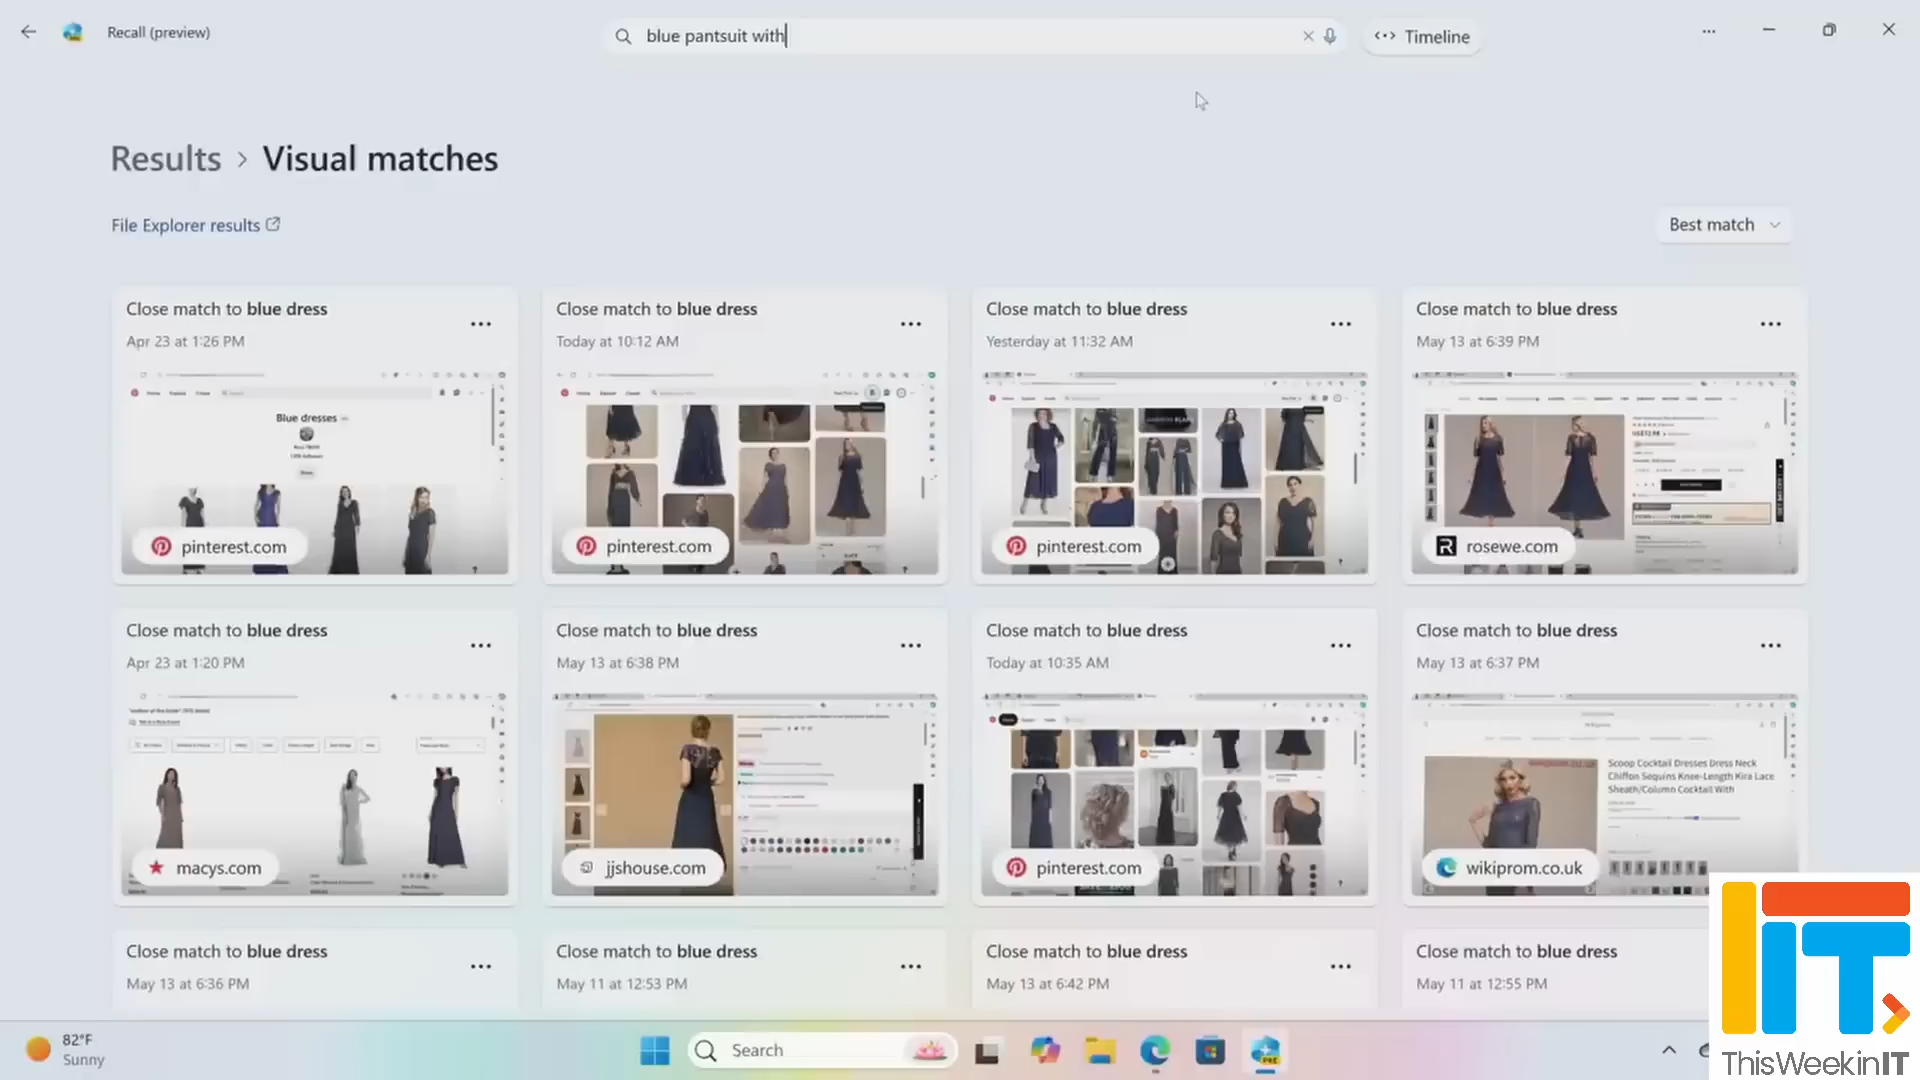 Recall (preview)
blue pantsuit with
Timeline
Results > Visual matches
File Explorer results
Best match
Close match to blue dress
Apr 23 at 1:26 PM
Blue dresses
pinterest.com
Close match to blue dress
Today at 10:12 AM
pinterest.com
Close match to blue dress
Yesterday at 11:32 AM
pinterest.com
Close match to blue dress
May 13 at 6:39 PM
rosewe.com
Close match to blue dress
Apr 23 at 1:20 PM
macys.com
Close match to blue dress
May 13 at 6:38 PM
jjshouse.com
Close match to blue dress
Today at 10:35 AM
pinterest.com
Close match to blue dress
May 13 at 6:37 PM
Scoop Cocktail Dresses Dress Neck
Chiffon Sequins Knee-Length Kira Lace
Sheath/Column Cocktail With
wikiprom.co.uk
Close match to blue dress
May 13 at 6:36 PM
Close match to blue dress
May 11 at 12:53 PM
Close match to blue dress
May 13 at 6:42 PM
Close match to blue dress
May 11 at 12:55 PM
82°F
Sunny
Search
PRE
IT
ThisWeekinIT